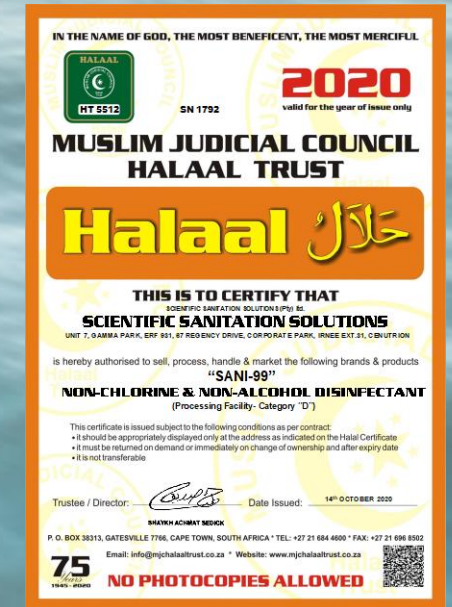 IN THE NAME OF GOD, THE MOST BENEFICENT, THE MOST MERCIFUL
HALAAL
HT 5512
SN 1792
2020
valid for the year of issue only
MUSLIM JUDICIAL COUNCIL
HALAAL TRUST
Halaal حَلَالٌ
THIS IS TO CERTIFY THAT
SCIENTIFIC SANITATION SOLUTIONS (Pty) ltd.
SCIENTIFIC SANITATION SOLUTIONS
UNIT 7, GAMMA PARK, ERF 931, 67 REGENCY DRIVE, CORPORATE PARK, IRNEE EXT.31, CENUTRION
is hereby authorised to sell, process, handle & market the following brands & products
“SANI-99”
NON-CHLORINE & NON-ALCOHOL DISINFECTANT
(Processing Facility- Category "D")
This certificate is issued subject to the following conditions as per contract:
• it should be appropriately displayed only at the address as indicated on the Halal Certificate
• it must be returned on demand or immediately on change of ownership and after expiry date
• it is not transferable
Trustee / Director:
Date Issued: 14th OCTOBER 2020
SHAYKH ACHMAT SEDICK
P. O. BOX 38313, GATESVILLE 7766, CAPE TOWN, SOUTH AFRICA * TEL: +27 21 684 4600 * FAX: +27 21 696 8502
Email: info@mjchalaaltrust.co.za * Website: www.mjchalaaltrust.co.za
75
Years
1945 - 2020
NO PHOTOCOPIES ALLOWED